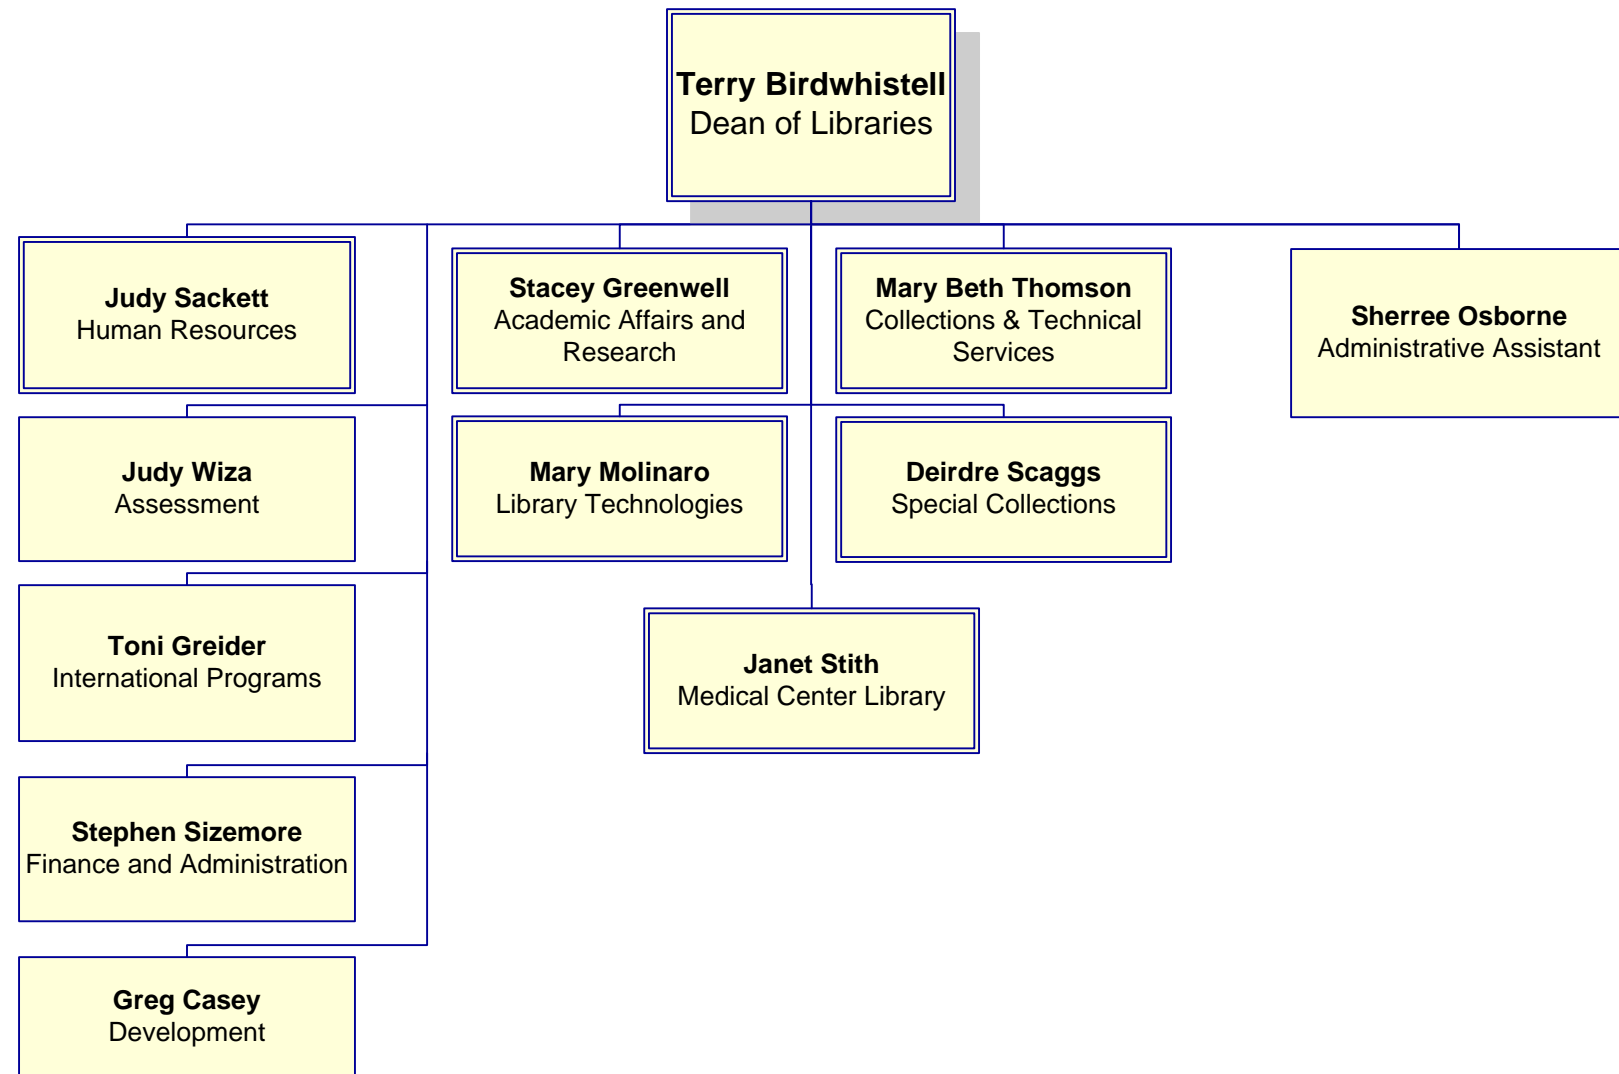 Terry Birdwhistell
Dean of Libraries
Judy Sackett
Human Resources
Stacey Greenwell
Academic Affairs and
Research
Mary Beth Thomson
Collections & Technical
Services
Sherree Osborne
Administrative Assistant
Judy Wiza
Assessment
Mary Molinaro
Library Technologies
Deirdre Scaggs
Special Collections
Toni Greider
International Programs
Janet Stith
Medical Center Library
Stephen Sizemore
Finance and Administration
Greg Casey
Development